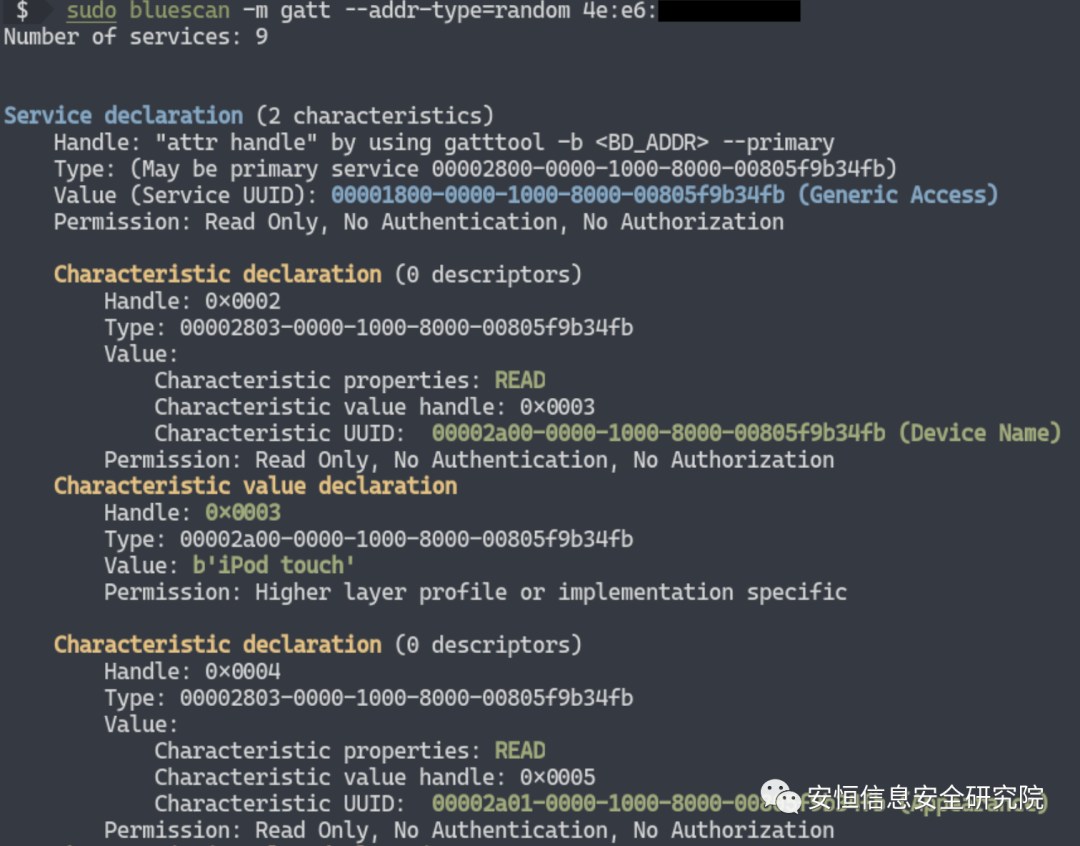 $ sudo bluescan -m gatt --addr-type=random 4e:e6:
Number of services: 9
Service declaration (2 characteristics)
Handle: "attr handle" by using gatttool -b <BD_ADDR> --primary
Type: (May be primary service 00002800-0000-1000-8000-00805f9b34fb)
Value (Service UUID): 00001800-0000-1000-8000-00805f9b34fb (Generic Access)
Permission: Read Only, No Authentication, No Authorization
Characteristic declaration (0 descriptors)
Handle: 0×0002
Type: 00002803-0000-1000-8000-00805f9b34fb
Value:
Characteristic properties: READ
Characteristic value handle: 0×0003
Characteristic UUID: 00002a00-0000-1000-8000-00805f9b34fb (Device Name)
Permission: Read Only, No Authentication, No Authorization
Characteristic value declaration
Handle: 0×0003
Type: 00002a00-0000-1000-8000-00805f9b34fb
Value: b'iPod touch'
Permission: Higher layer profile or implementation specific
Characteristic declaration (0 descriptors)
Handle: 0×0004
Type: 00002803-0000-1000-8000-00805f9b34fb
Value:
Characteristic properties: READ
Characteristic value handle: 0×0005
Characteristic UUID: 00002a01-0000-1000-8000-00
安恒信息安全研究院
Permission: Read Only, No Authentication, No Authorization